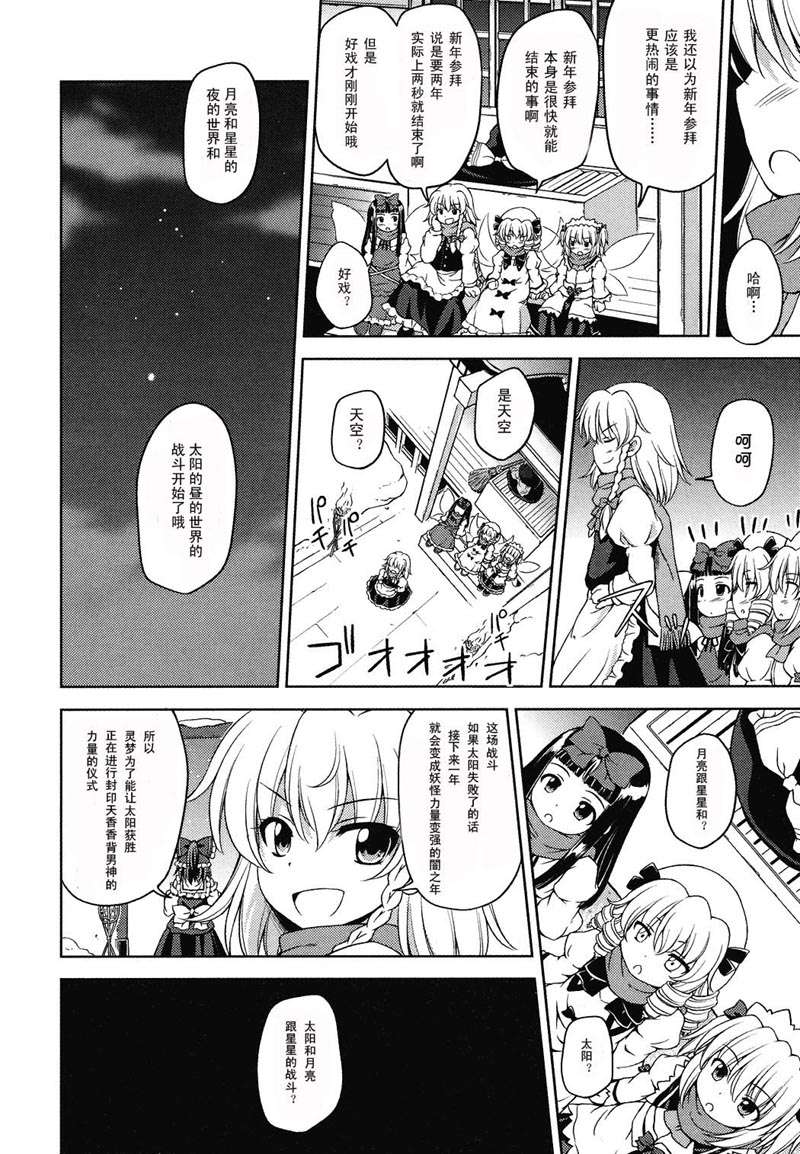 我还以为新年参拜
应该是
更热闹的事情……
哈啊…
新年参拜
本身是很快就能
结束的事啊
新年参拜
说是要两年
实际上两秒就结束了啊
但是
好戏才刚刚开始哦
好戏？
呵呵
是天空
天空？
パチ
パチ
ゴオオオオ
月亮和星星的
夜的世界和
太阳的昼的世界的
战斗开始了哦
月亮跟星星和？
太阳？
这场战斗
如果太阳失败了的话
接下来一年
就会变成妖怪力量变强的闇之年
所以
灵梦为了能让太阳获胜
正在进行封印天香香背男神的
力量的仪式
太阳和月亮
跟星星的战斗？